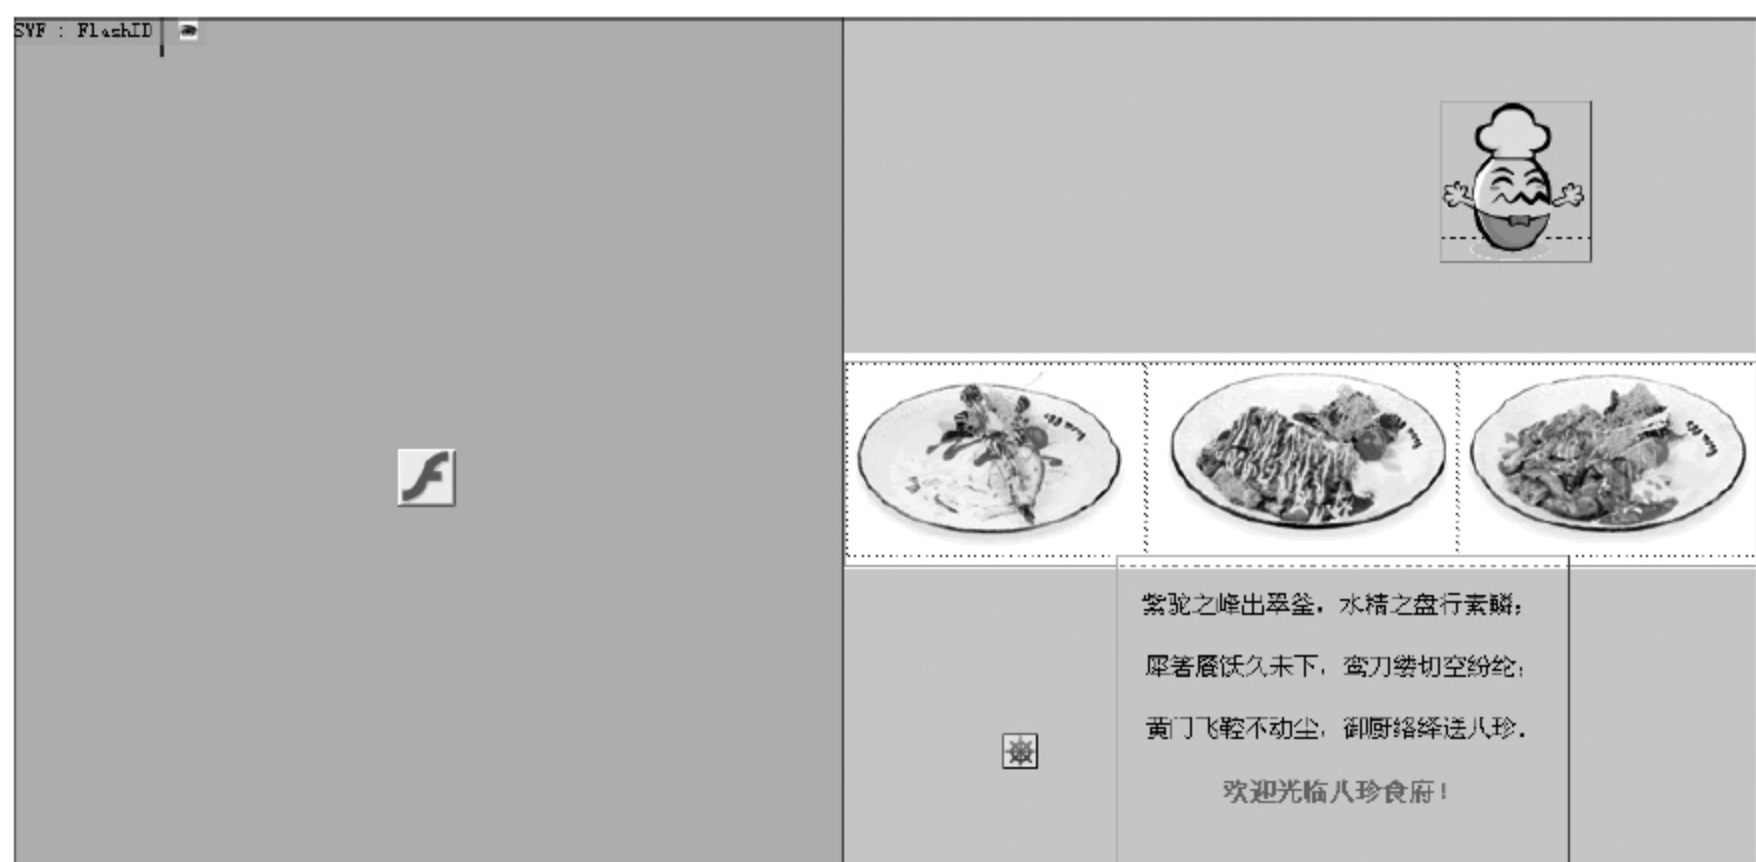 SYF : FlashID
紫驼之峰出翠釜，水精之盘行素鳞；
犀箸餍饫久未下，鸾刀缕切空纷纶；
黄门飞鞚不动尘，御厨络绎送八珍。
欢迎光临八珍食府！